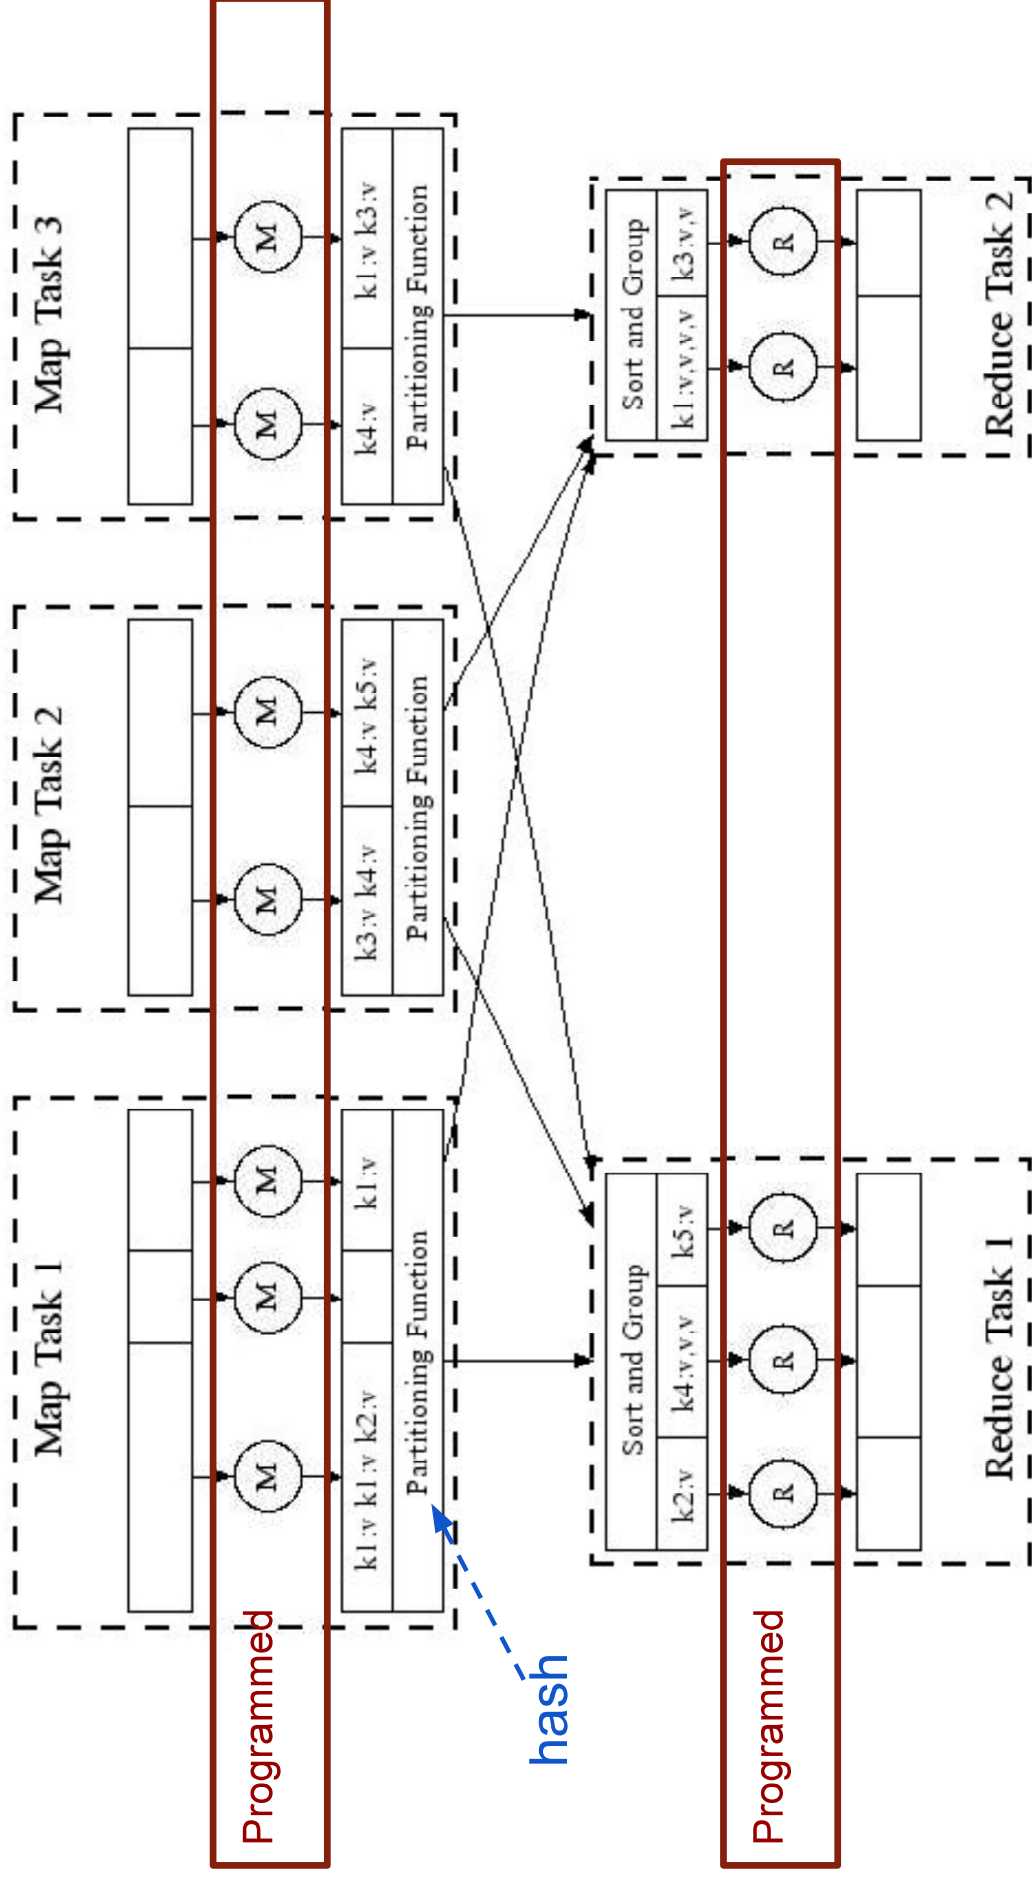 Map Task 1
Map Task 2
Map Task 3
Programmed
M
M
M
M
M
M
M
k1:v k1:v k2:v
k1:v
k3:v k4:v
k4:v k5:v
k4:v
k1:v k3:v
Partitioning Function
Partitioning Function
Partitioning Function
hash
Sort and Group
Sort and Group
k2:v
k4:v,v,v
k5:v
k1:v,v,v,v
k3:v,v
Programmed
R
R
R
R
R
Reduce Task 1
Reduce Task 2